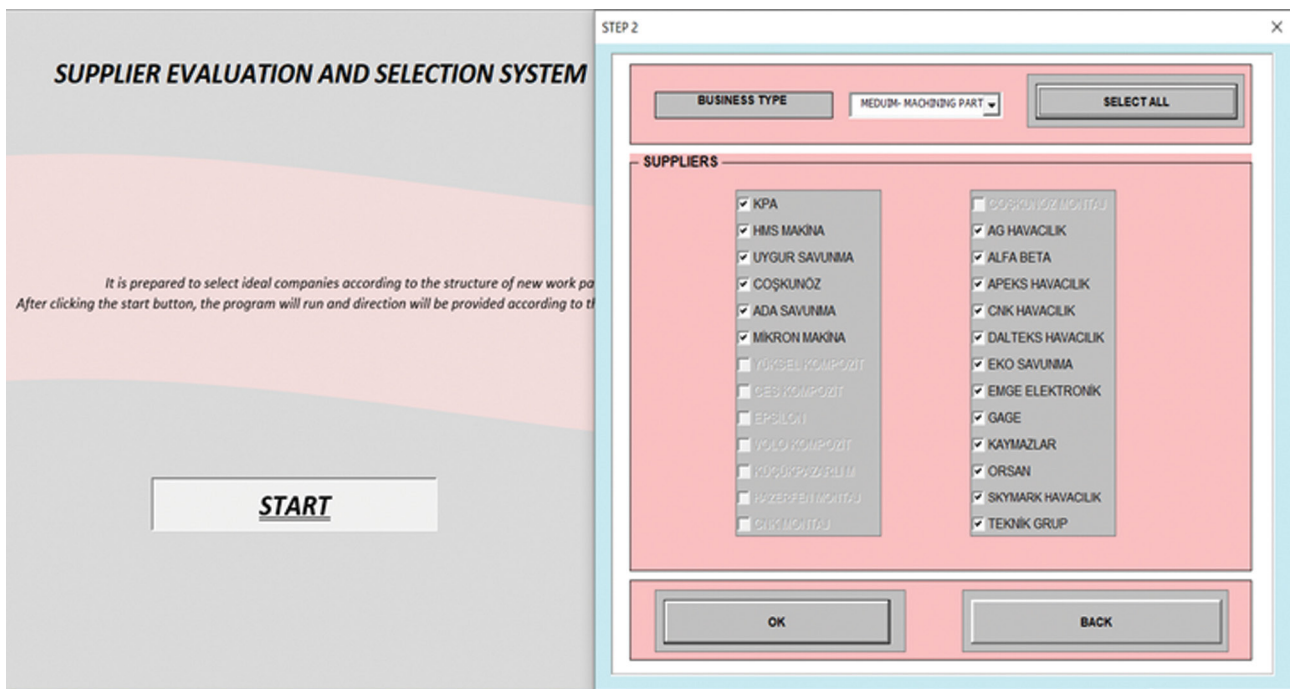 SUPPLIER EVALUATION AND SELECTION SYSTEM
It is prepared to select ideal companies according to the structure of new work pa
After clicking the start button, the program will run and direction will be provided according to th
START
STEP 2
BUSINESS TYPE
MEDUIM- MACHINING PART
SELECT ALL
SUPPLIERS
KPA
HMS MAKİNA
UYGUR SAVUNMA
COŞKUNÖZ
ADA SAVUNMA
MİKRON MAKİNA
YÜKSEL KOMPOZİT
CES KOMPOZİT
EPSILON
VOLO KOMPOZİT
KÜÇÜKPAZARLI M
HAZERFEN MONTAJ
CNK MONTAJ
COŞKUNÖZ MONTAJ
AG HAVACILIK
ALFA BETA
APEKS HAVACILIK
CNK HAVACILIK
DALTEKS HAVACILIK
EKO SAVUNMA
EMGE ELEKTRONİK
GAGE
KAYMAZLAR
ORSAN
SKYMARK HAVACILIK
TEKNİK GRUP
OK
BACK